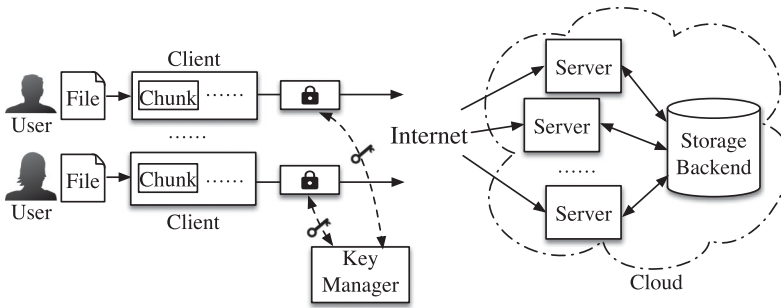 Client
File
Chunk
......
User
......
Internet
File
Chunk
......
User
Client
Key
Manager
Server
Server
......
Server
Storage
Backend
Cloud